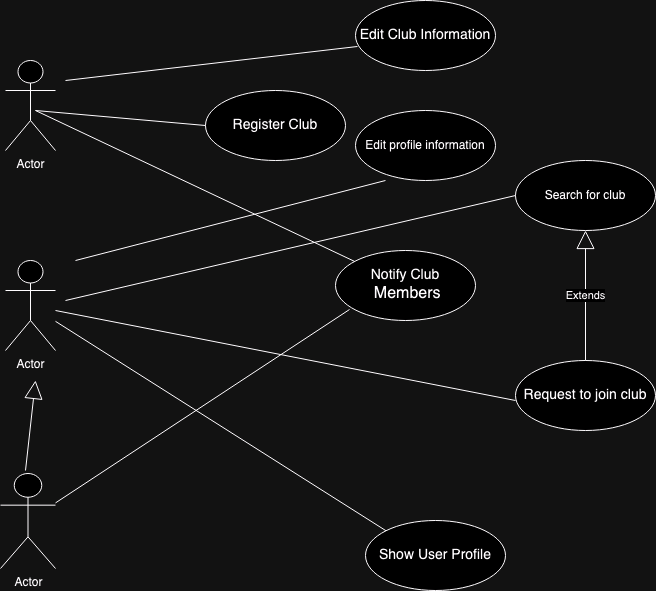 Edit Club Information
Register Club
Edit profile information
Actor
Search for club
Notify Club
Members
Extends
Actor
Request to join club
Show User Profile
Actor